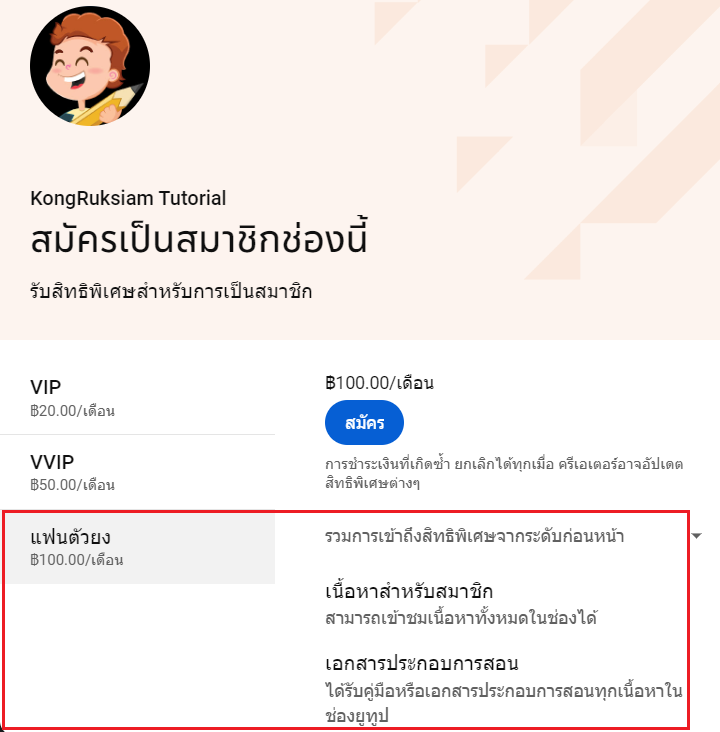 KongRuksiam Tutorial
สมัครเป็นสมาชิกช่องนี้
รับสิทธิพิเศษสำหรับการเป็นสมาชิก
VIP
฿20.00/เดือน
VVIP
฿50.00/เดือน
แฟนตัวยง
฿100.00/เดือน
฿100.00/เดือน
สมัคร
การชำระเงินที่เกิดซ้ำ ยกเลิกได้ทุกเมื่อ ครีเอเตอร์อาจอัปเดต
สิทธิพิเศษต่างๆ
รวมการเข้าถึงสิทธิพิเศษจากระดับก่อนหน้า
เนื้อหาสำหรับสมาชิก
สามารถเข้าชมเนื้อหาทั้งหมดในช่องได้
เอกสารประกอบการสอน
ได้รับคู่มือหรือเอกสารประกอบการสอนทุกเนื้อหาใน
ช่องยูทูป